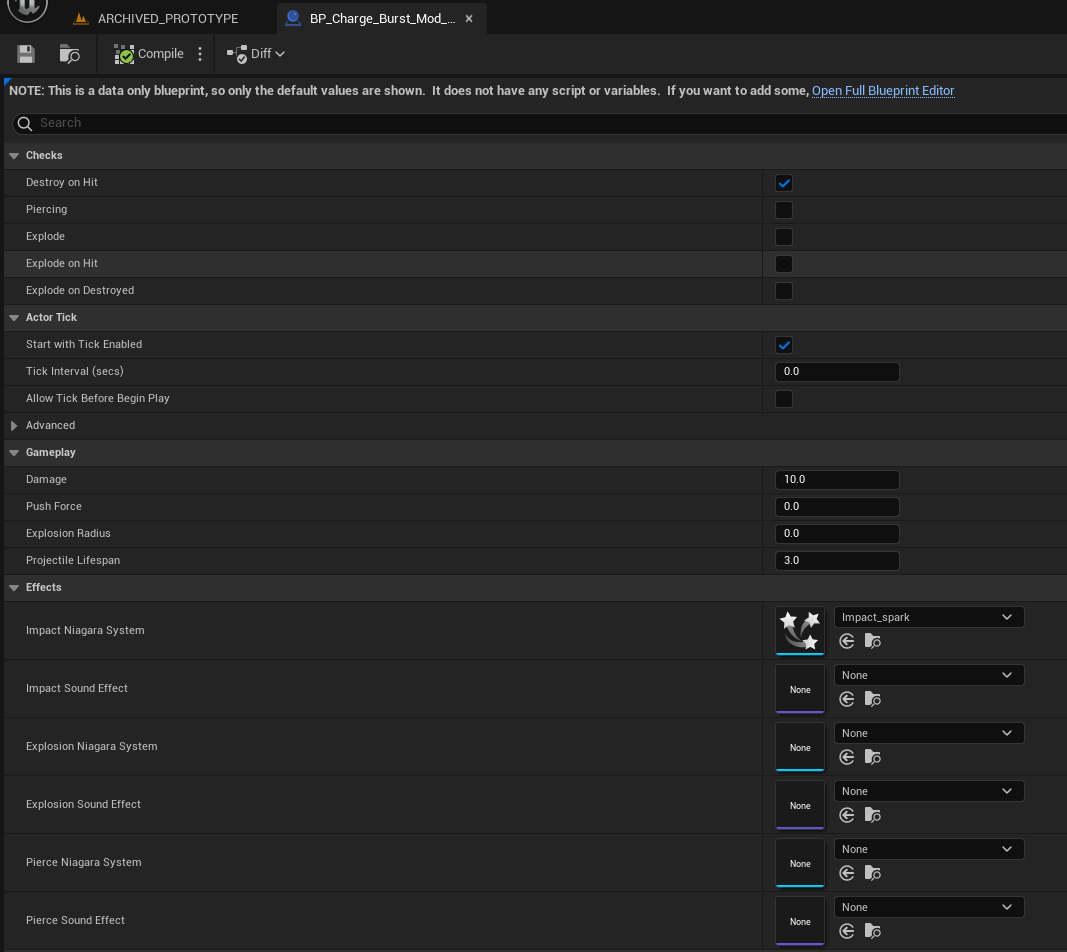 ARCHIVED_PROTOTYPE
BP_Charge_Burst_Mod_...
Compile
Diff
NOTE: This is a data only blueprint, so only the default values are shown. It does not have any script or variables. If you want to add some, Open Full Blueprint Editor
Search
Checks
Destroy on Hit
Piercing
Explode
Explode on Hit
Explode on Destroyed
Actor Tick
Start with Tick Enabled
Tick Interval (secs) 0.0
Allow Tick Before Begin Play
Advanced
Gameplay
Damage 10.0
Push Force 0.0
Explosion Radius 0.0
Projectile Lifespan 3.0
Effects
Impact Niagara System Impact_spark
Impact Sound Effect None None
Explosion Niagara System None None
Explosion Sound Effect None None
Pierce Niagara System None None
Pierce Sound Effect None None